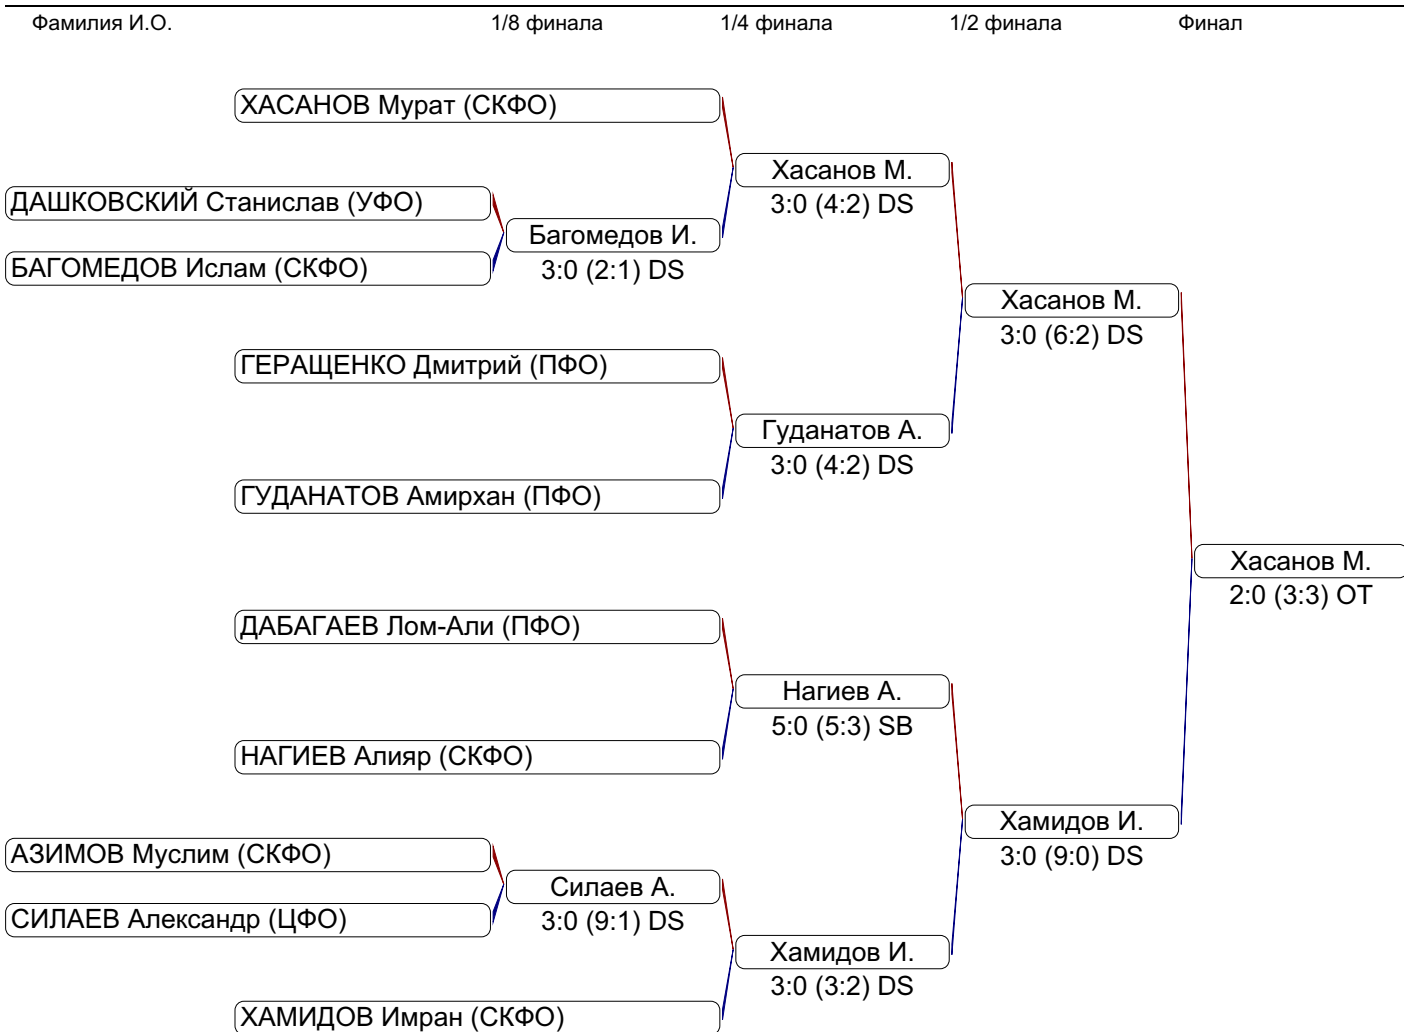 Фамилия И.О. 1/8 финала 1/4 финала 1/2 финала Финал
ХАСАНОВ Мурат (СКФО)
Хасанов М.
3:0 (4:2) DS
ДАШКОВСКИЙ Станислав (УФО)
Багомедов И.
3:0 (2:1) DS
БАГОМЕДОВ Ислам (СКФО)
Хасанов М.
3:0 (6:2) DS
ГЕРАЩЕНКО Дмитрий (ПФО)
Гуданатов А.
3:0 (4:2) DS
ГУДАНАТОВ Амирхан (ПФО)
Хасанов М.
2:0 (3:3) OT
ДАБАГАЕВ Лом-Али (ПФО)
Нагиев А.
5:0 (5:3) SB
НАГИЕВ Алияр (СКФО)
Хамидов И.
3:0 (9:0) DS
АЗИМОВ Муслим (СКФО)
Силаев А.
3:0 (9:1) DS
СИЛАЕВ Александр (ЦФО)
Хамидов И.
3:0 (3:2) DS
ХАМИДОВ Имран (СКФО)